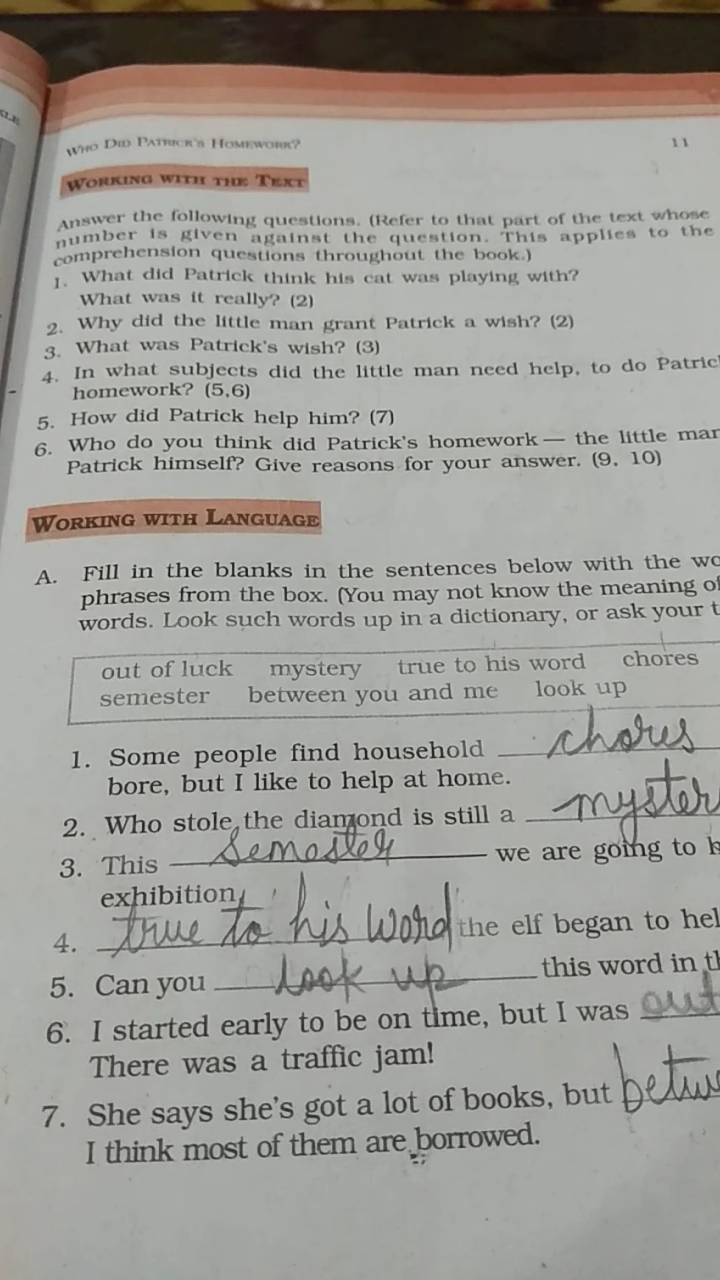 WHO DID PATRICK'S HOMEWORK? 11
WORKING WITH THE TEXT
Answer the following questions. (Refer to that part of the text whose
number is given against the question. This applies to the
comprehension questions throughout the book.)
1. What did Patrick think his cat was playing with?
What was it really? (2)
2. Why did the little man grant Patrick a wish? (2)
3. What was Patrick's wish? (3)
4. In what subjects did the little man need help, to do
homework? (5,6)
5. How did Patrick help him? (7)
6. Who do you think did Patrick's homework — the little
Patrick himself? Give reasons for your answer. (9, 10)
WORKING WITH LANGUAGE
A. Fill in the blanks in the sentences below with the
phrases from the box. (You may not know the meaning of
words. Look such words up in a dictionary, or ask your
out of luck mystery true to his word chores
semester between you and me look up
1. Some people find household chores
bore, but I like to help at home.
2. Who stole the diamond is still a myster
3. This Semester we are going to
exhibition.
4. true to his word the elf began to hel
5. Can you look up this word in
6. I started early to be on time, but I was out
There was a traffic jam!
7. She says she's got a lot of books, but betw
I think most of them are borrowed.